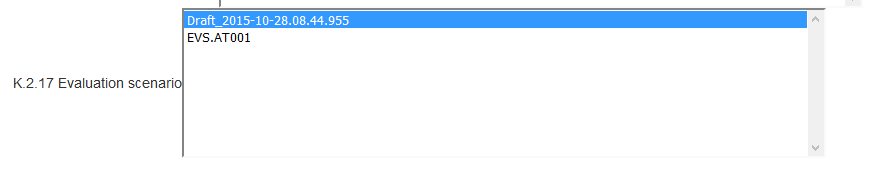 Draft_2015-10-28.08.44.955
EVS.AT001
K.2.17 Evaluation scenario